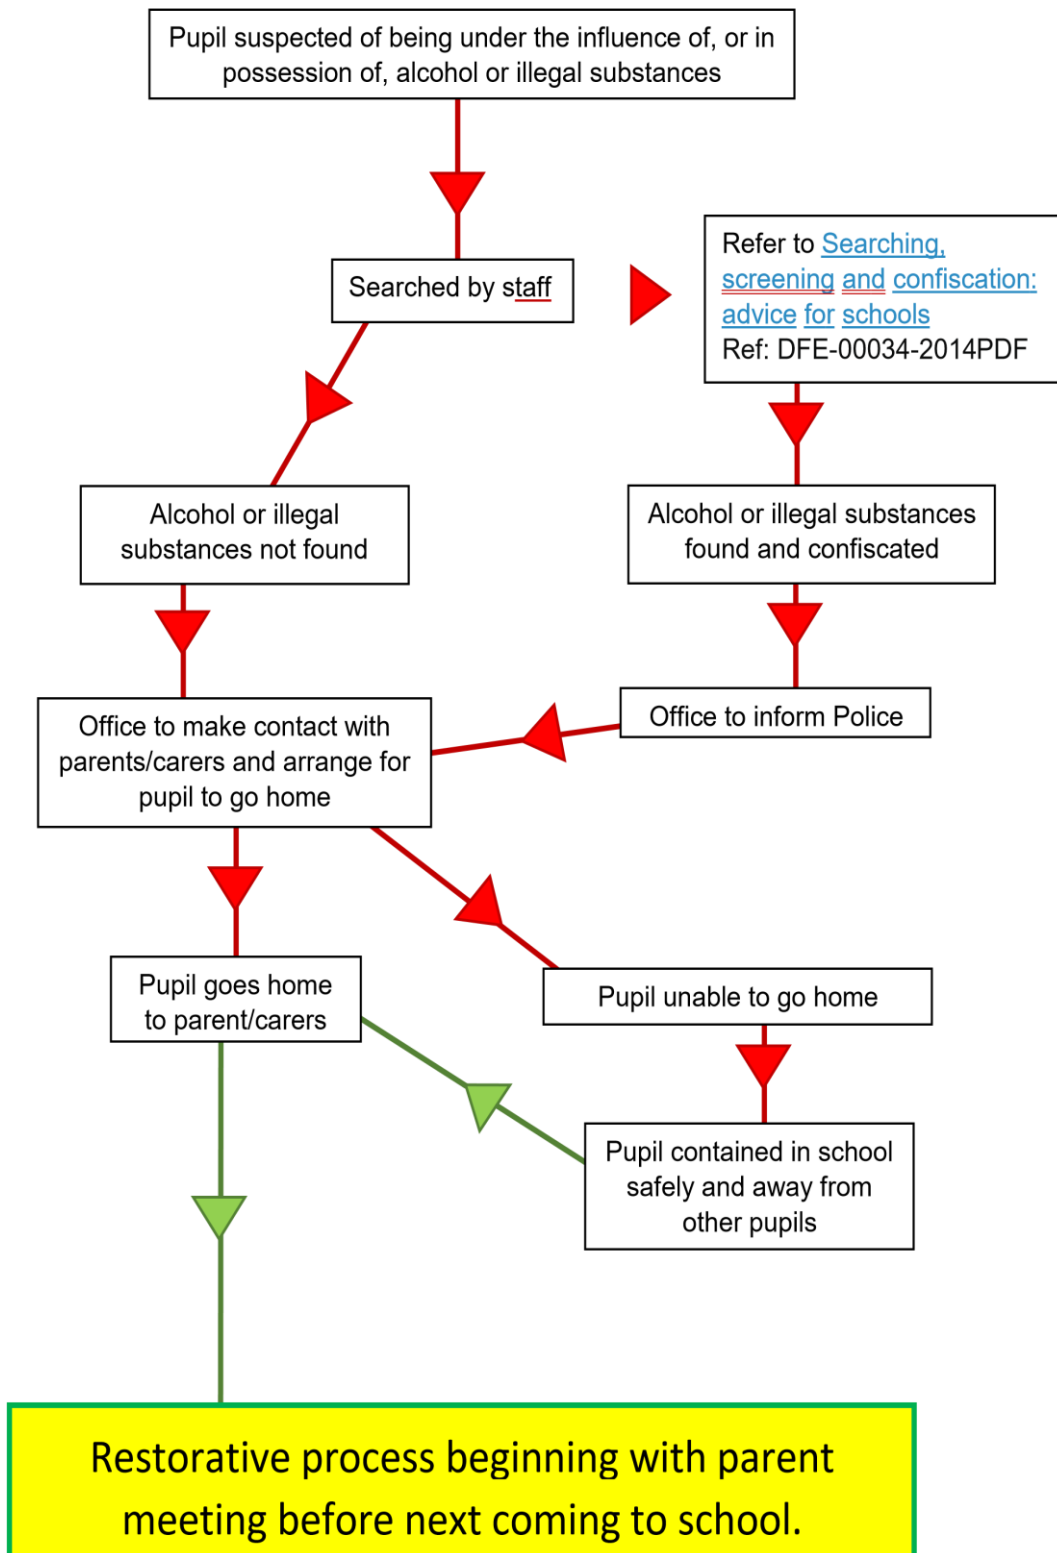 Pupil suspected of being under the influence of, or in
possession of, alcohol or illegal substances
Searched by staff
Refer to Searching,
screening and confiscation:
advice for schools
Ref: DFE-00034-2014PDF
Alcohol or illegal
substances not found
Alcohol or illegal substances
found and confiscated
Office to make contact with
parents/carers and arrange for
pupil to go home
Office to inform Police
Pupil goes home
to parent/carers
Pupil unable to go home
Pupil contained in school
safely and away from
other pupils
Restorative process beginning with parent
meeting before next coming to school.